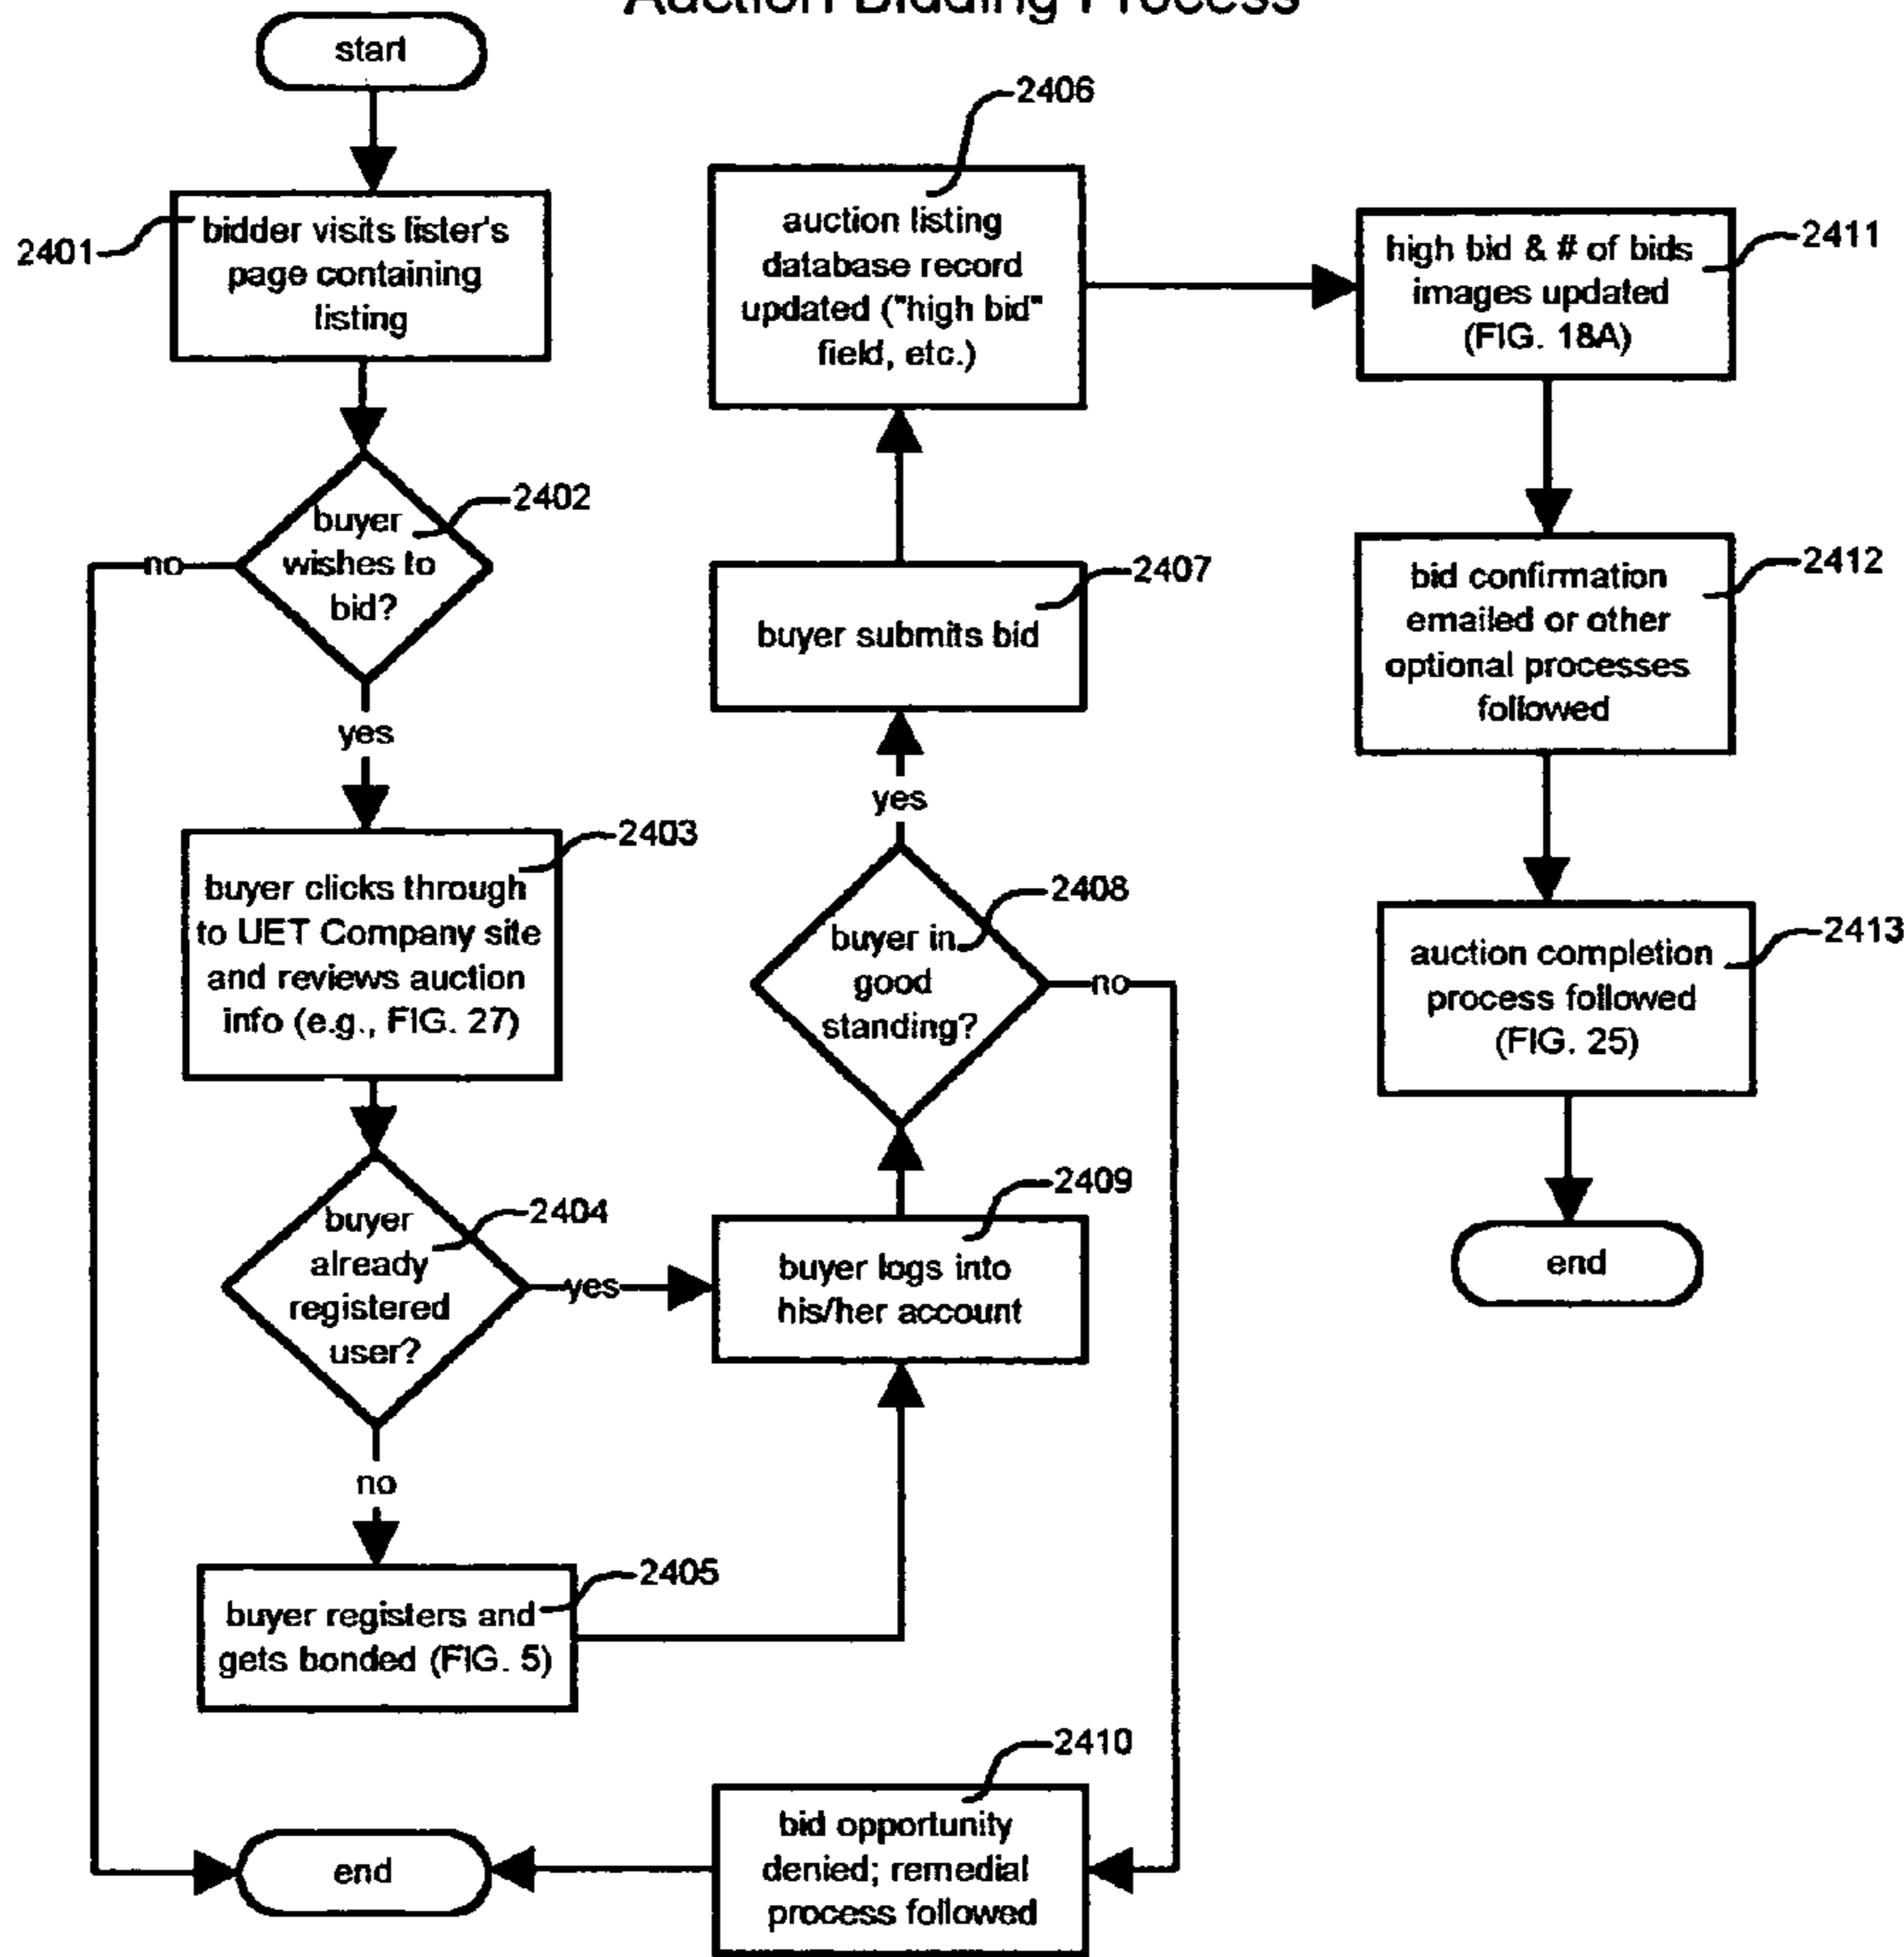 Auction Bidding Process
start
2401
bidder visits lister's
page containing
listing
2402
buyer
wishes to
bid?
no
yes
2403
buyer clicks through
to UET Company site
and reviews auction
info (e.g., FIG. 27)
2404
buyer
already
registered
user?
yes
no
2405
buyer registers and
gets bonded (FIG. 5)
end
2406
auction listing
database record
updated ("high bid"
field, etc.)
2407
buyer submits bid
yes
2408
buyer in
good
standing?
no
2409
buyer logs into
his/her account
2410
bid opportunity
denied; remedial
process followed
2411
high bid & # of bids
images updated
(FIG. 18&A)
2412
bid confirmation
emailed or other
optional processes
followed
2413
auction completion
process followed
(FIG. 25)
end